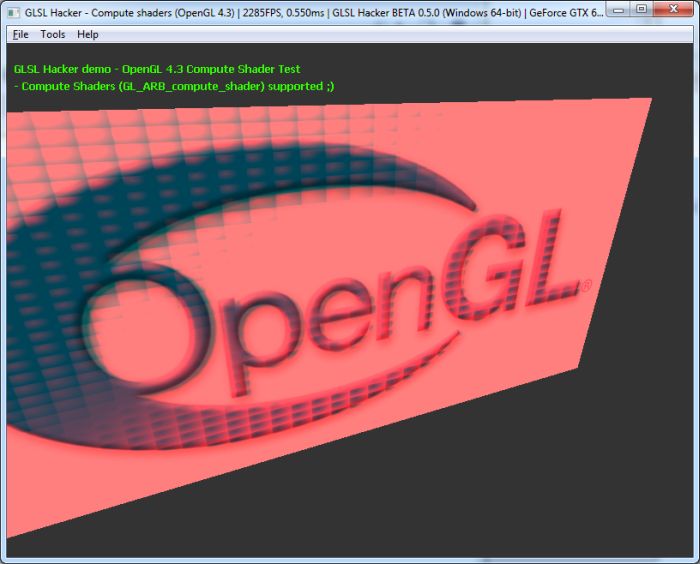 GLSL Hacker - Compute shaders (OpenGL 4.3) | 2285FPS, 0.550ms | GLSL Hacker BETA 0.5.0 (Windows 64-bit) | GeForce GTX 6...
File Tools Help
GLSL Hacker demo - OpenGL 4.3 Compute Shader Test
- Compute Shaders (GL_ARB_compute_shader) supported ;)
OpenGL®